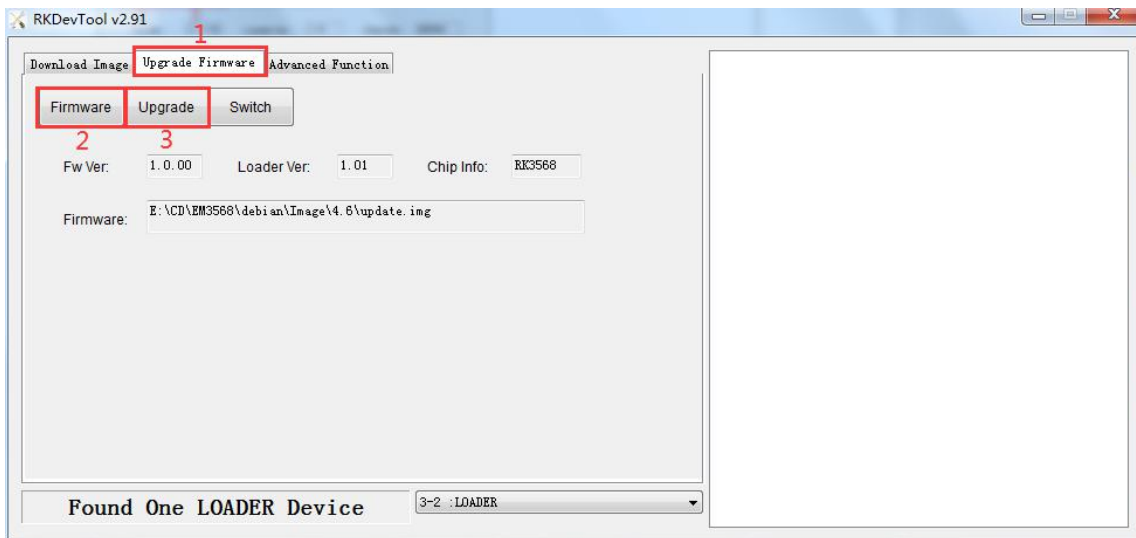 RKDevTool v2.91
1
Download Image Upgrade Firmware Advanced Function
Firmware Upgrade Switch
2 3
Fw Ver: 1.0.00 Loader Ver: 1.01 Chip Info: RK3568
Firmware: E:\CD\EM3568\debian\Image\4.6\update.img
Found One LOADER Device 3-2 :LOADER